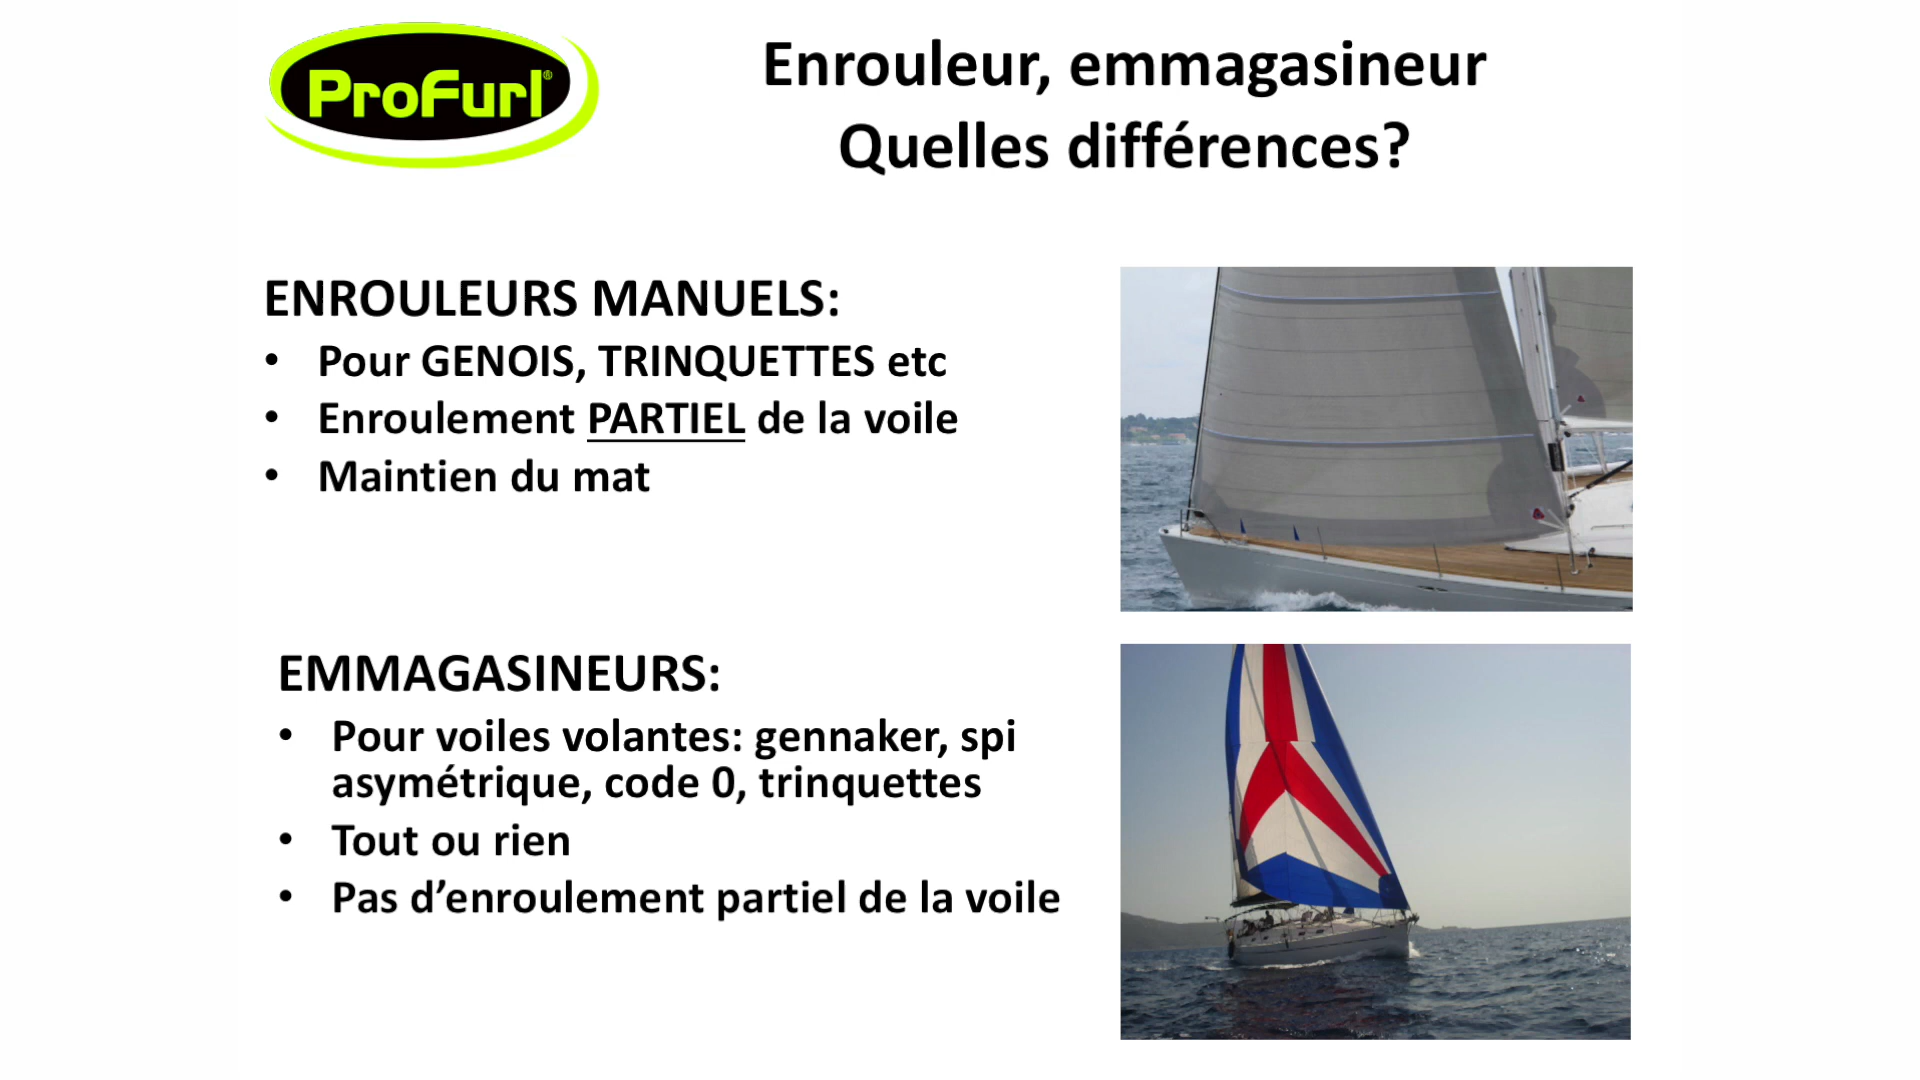 ProFurl®
Enrouleur, emmagasineur
Quelles différences?
ENROULEURS MANUELS:
• Pour GENOIS, TRINQUETTES etc
• Enroulement PARTIEL de la voile
• Maintien du mat
EMMAGASINEURS:
• Pour voiles volantes: gennaker, spi
asymétrique, code 0, trinquettes
• Tout ou rien
• Pas d’enroulement partiel de la voile